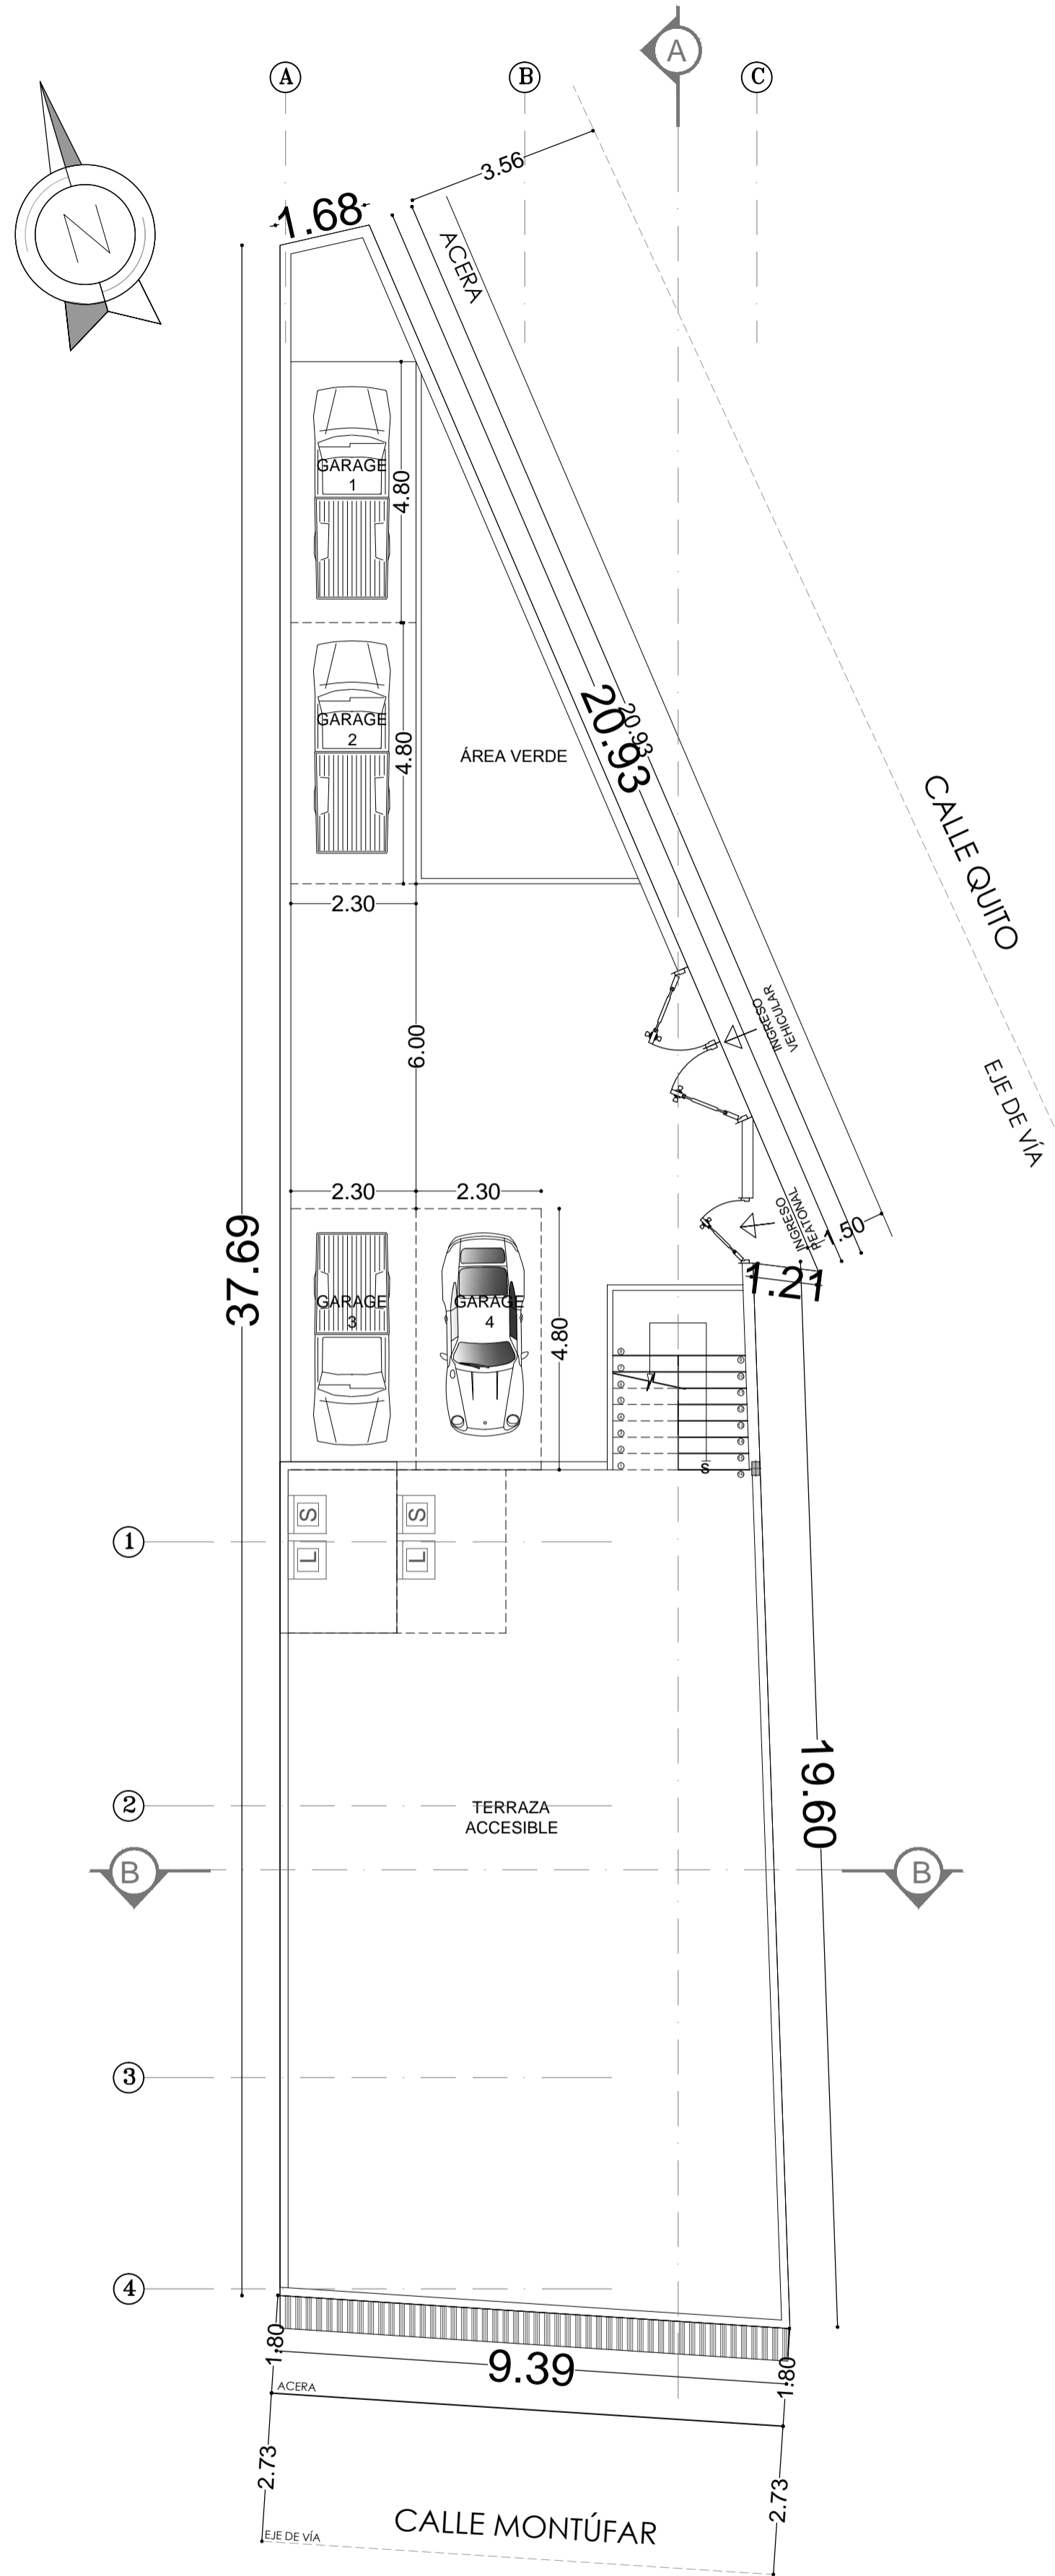 A
A
B
C
N
3.56
1.68
ACERA
GARAGE
1
4.80
GARAGE
2
4.80
ÁREA VERDE
20.93
20.93
CALLE QUITO
2.30
6.00
INGRESO
VEHICULAR
EJE DE VÍA
2.30
2.30
INGRESO
PEATONAL
1.50
37.69
1.21
GARAGE
3
GARAGE
4
4.80
S
S
S
L
L
1
19.60
2
TERRAZA
ACCESIBLE
B
B
3
4
1.80
9.39
1.80
ACERA
2.73
2.73
CALLE MONTÚFAR
EJE DE VÍA